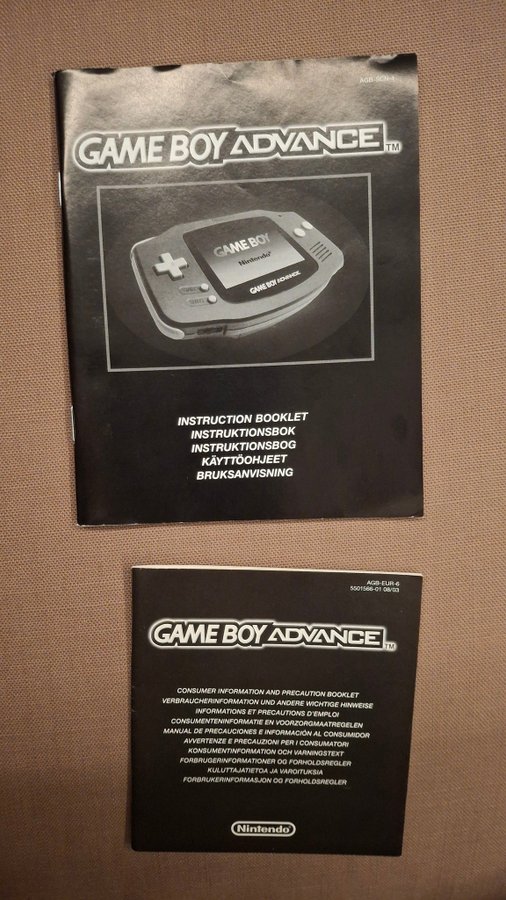 AGB-SCN-1
GAME BOY ADVANCE TM
GAME BOY
Nintendo®
GAME BOY ADVANCE
INSTRUCTION BOOKLET
INSTRUKTIONSBOK
INSTRUKTIONSBOG
KÄYTTÖOHJEET
BRUKSANVISNING
AGB-EUR-6
5501566-01 08/03
GAME BOY ADVANCE TM
CONSUMER INFORMATION AND PRECAUTION BOOKLET
VERBRAUCHERINFORMATION UND ANDERE WICHTIGE HINWEISE
INFORMATIONS ET PRECAUTIONS D'EMPLOI
CONSUMENTENINFORMATIE EN VOORZORGMAATREGELEN
MANUAL DE PRECAUCIONES E INFORMACIÓN AL CONSUMIDOR
AVVERTENZE E PRECAUZIONI PER I CONSUMATORI
KONSUMENTINFORMATION OCH VARNINGSTEXT
FORBRUGERINFORMATIONER OG FORHOLDSREGLER
KULUTTAJATIETOA JA VAROITUKSIA
FORBRUKERINFORMASJON OG FORHOLDSREGLER
Nintendo®